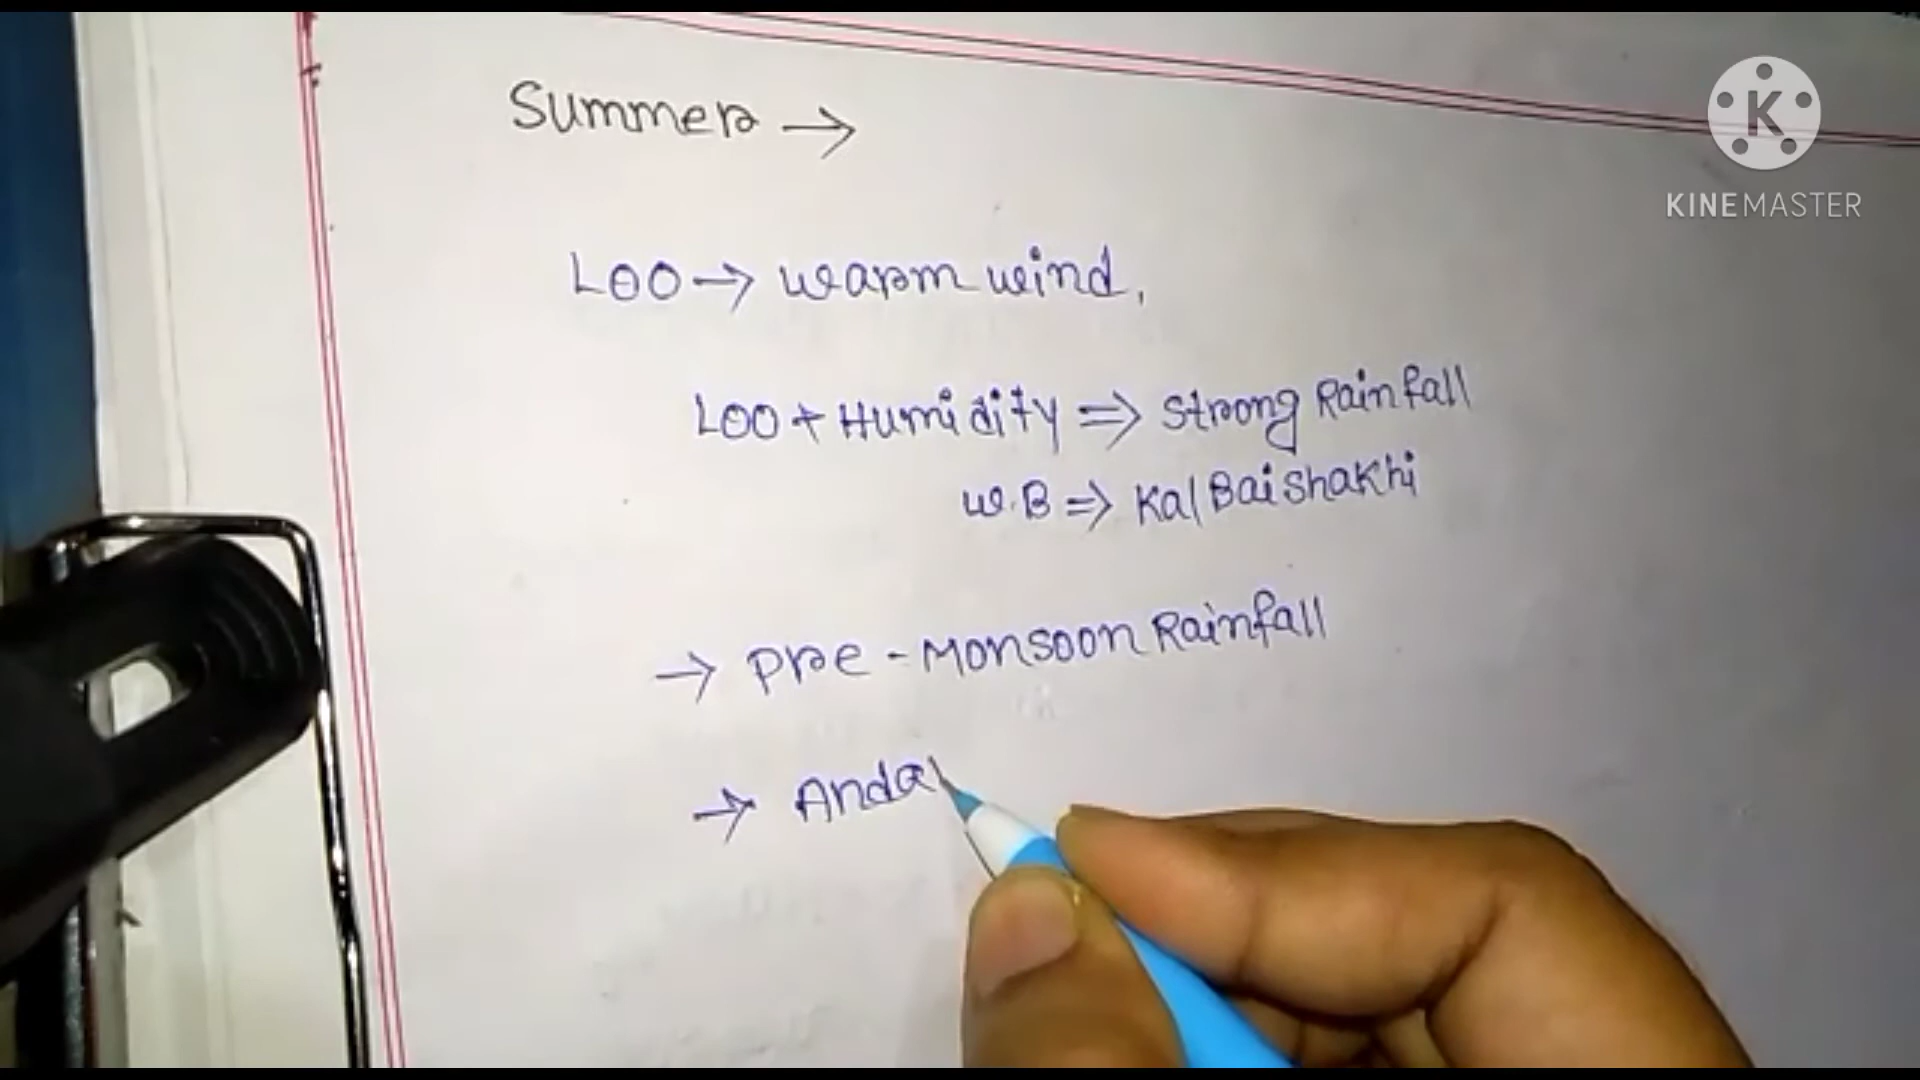 Summer →
LOO → warm wind,
LOO + Humidity ⇒ Strong Rainfall
W.B ⇒ Kal Baishakhi
→ Pre - Monsoon Rainfall
→ Anda
K
KINEMASTER